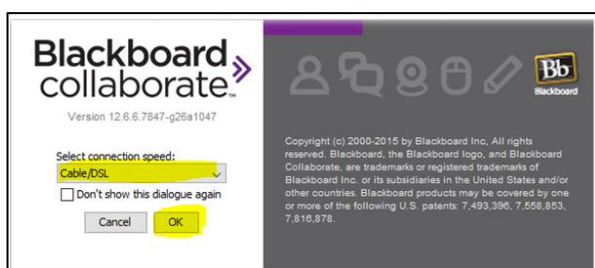 Blackboard
collaborate™
Version 12.6.6.7847-g26a1047
Select connection speed:
Cable/DSL
Don't show this dialogue again
Cancel OK
Bb
Blackboard
Copyright (c) 2000-2015 by Blackboard Inc, All rights
reserved. Blackboard, the Blackboard logo, and Blackboard
Collaborate, are trademarks or registered trademarks of
Blackboard Inc. or its subsidiaries in the United States and/or
other countries. Blackboard products may be covered by one
or more of the following U.S. patents: 7,493,396, 7,558,853,
7,816,878.